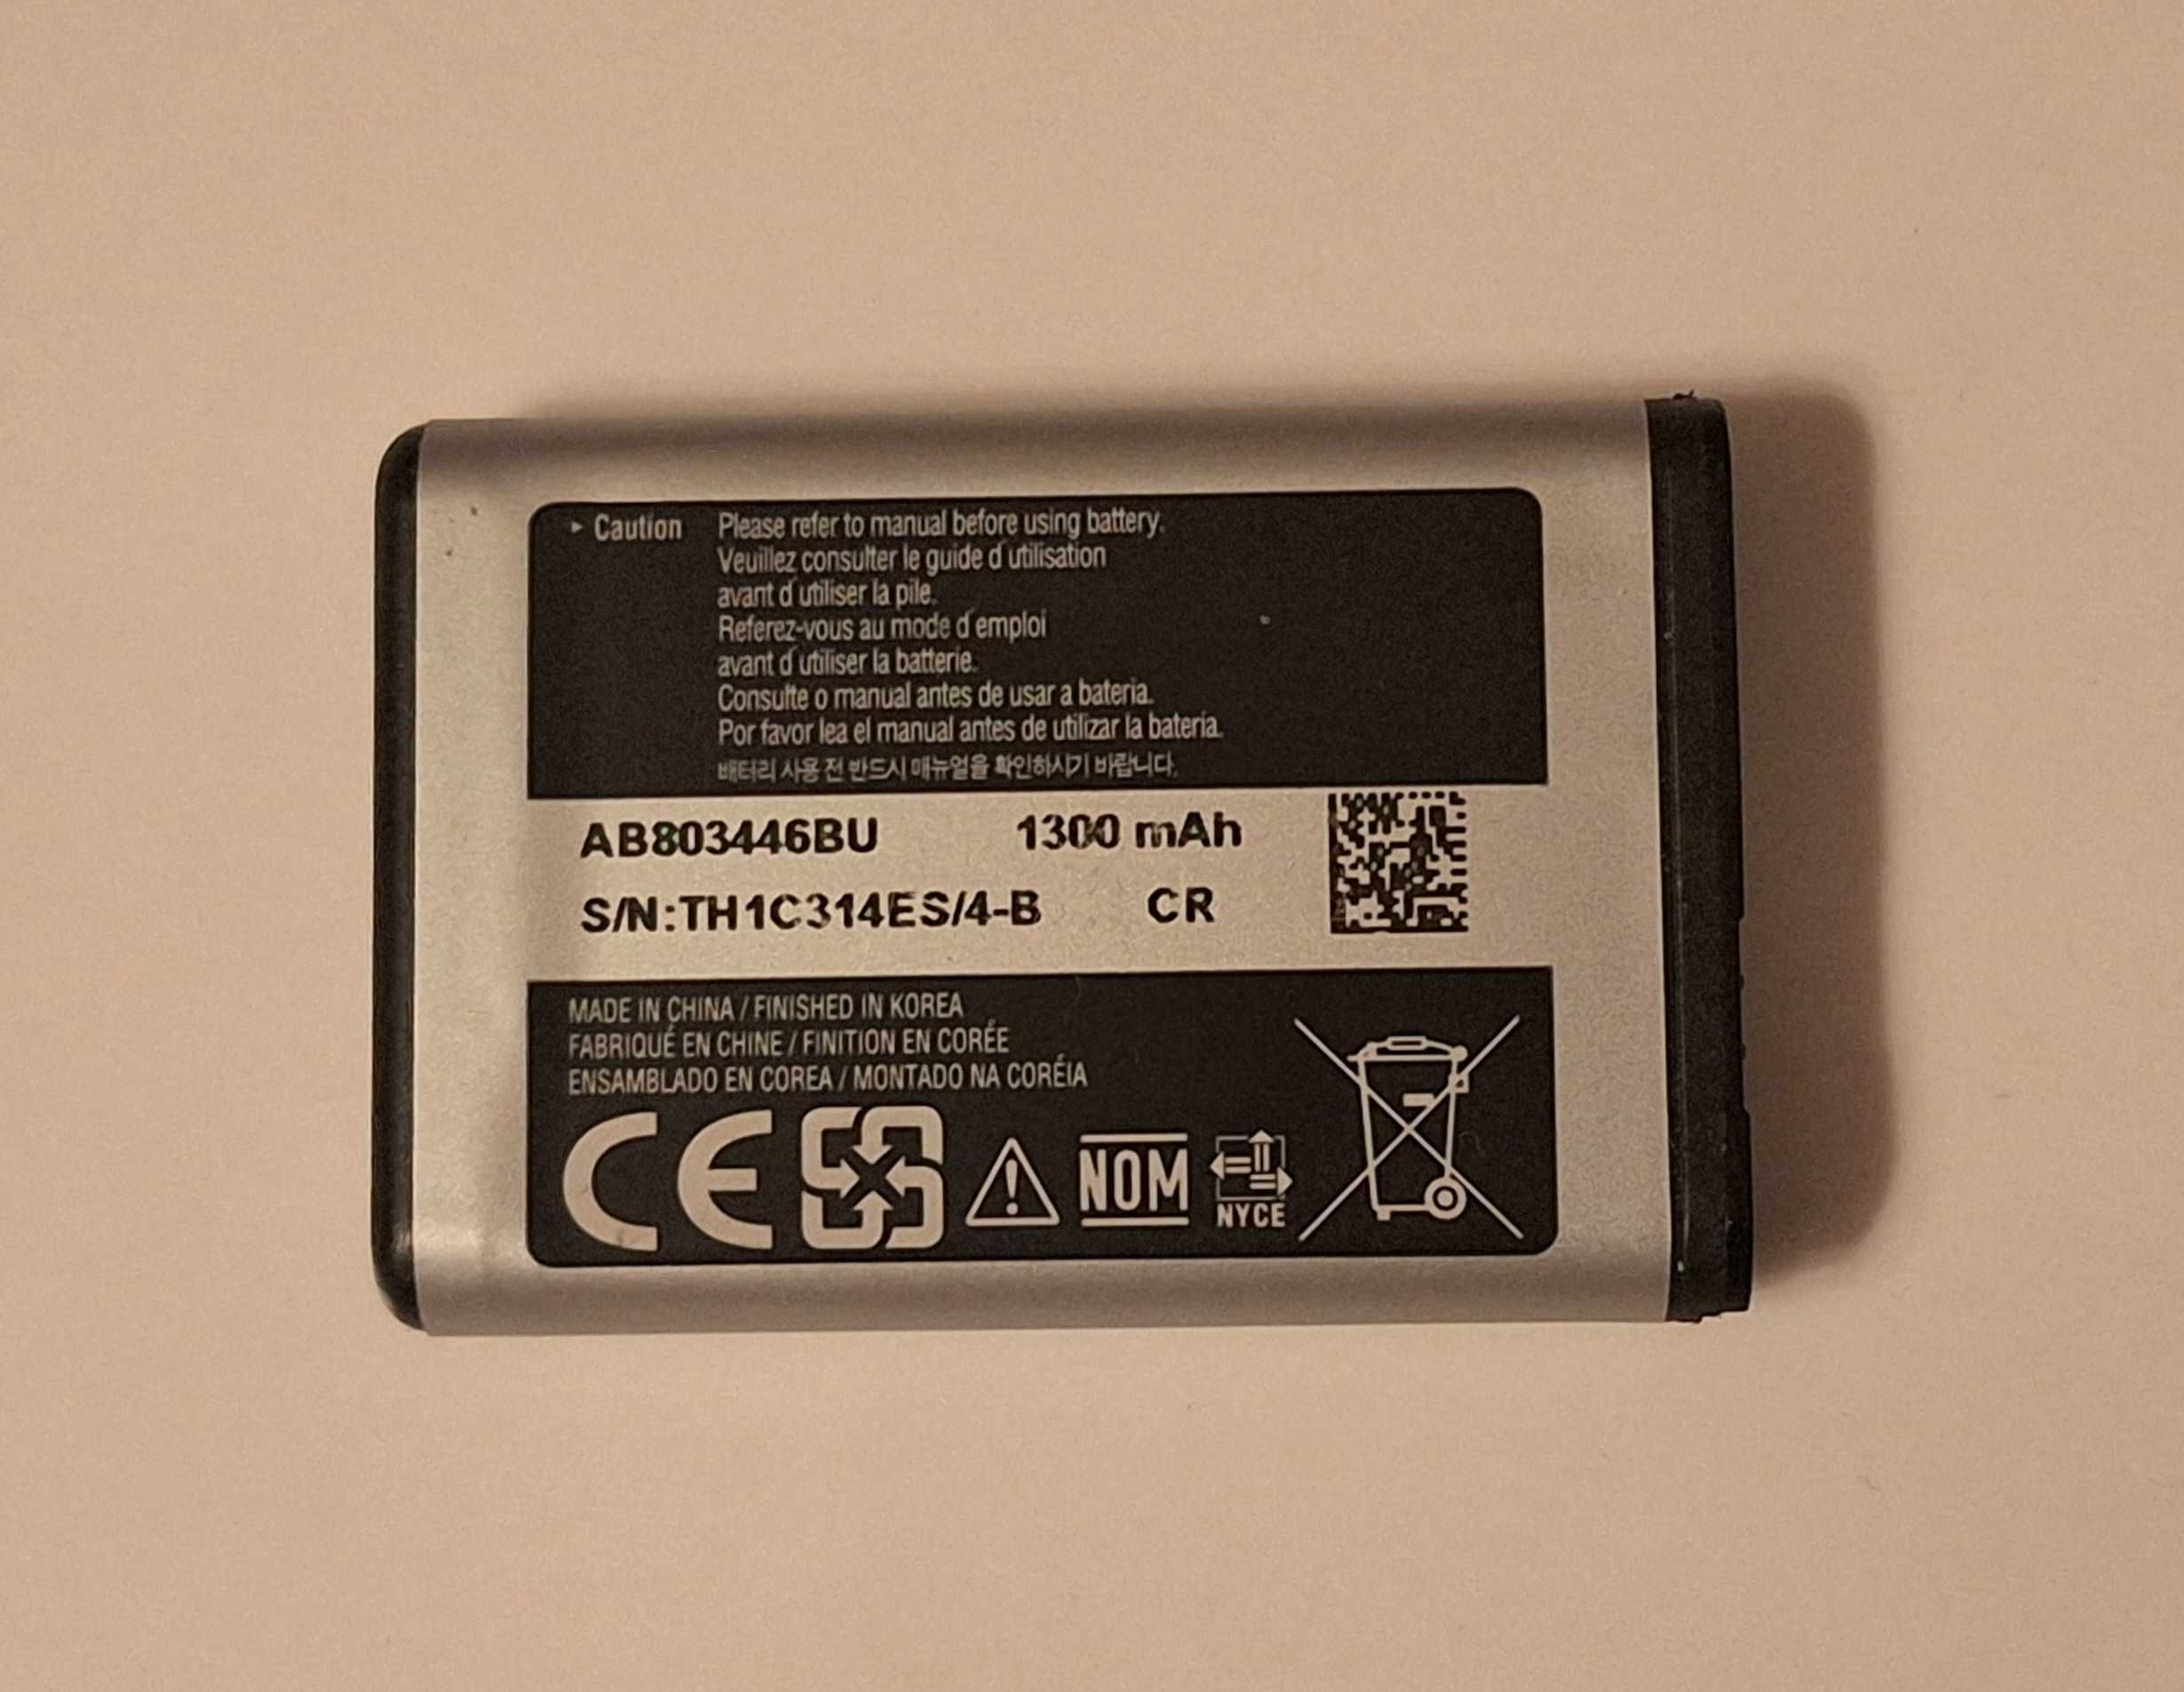 ▸ Caution Please refer to manual before using battery.
Veuillez consulter le guide d´utilisation
avant d´utiliser la pile.
Referez-vous au mode d´emploi
avant d´utiliser la batterie.
Consulte o manual antes de usar a bateria.
Por favor lea el manual antes de utilizar la bateria.
배터리 사용 전 반드시 매뉴얼을 확인하시기 바랍니다.
AB803446BU 1300 mAh
S/N:TH1C314ES/4-B CR
MADE IN CHINA / FINISHED IN KOREA
FABRIQUÉ EN CHINE / FINITION EN CORÉE
ENSAMBLADO EN COREA / MONTADO NA CORÉIA
CE NOM NYCE